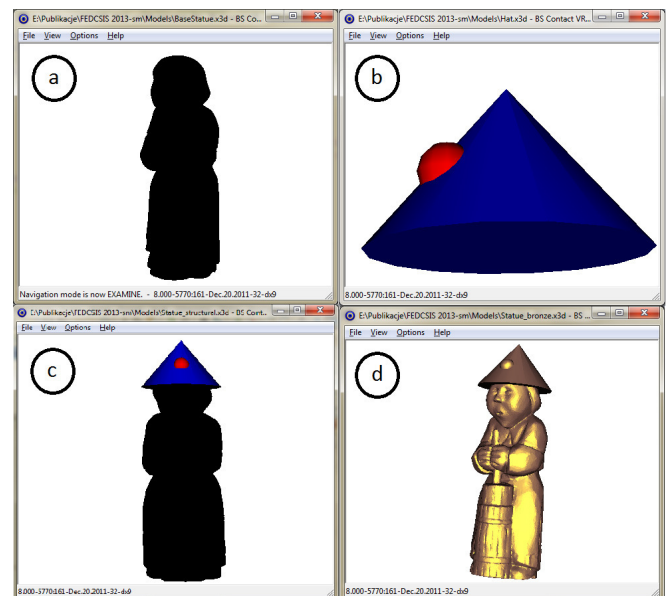 E:\Publikacje\FEDCSIS 2013-sm\Models\BaseStatue.x3d - BS Co...
File View Options Help
a
Navigation mode is now EXAMINE. - 8.000-5770:161-Dec.20.2011-32-dx9
E:\Publikacje\FEDCSIS 2013-sm\Models\Hat.x3d - BS Contact VR...
File View Options Help
b
8.000-5770:161-Dec.20.2011-32-dx9
E:\Publikacje\FEDCSIS 2013-sm\Models\Statue_structural.x3d - BS Cont...
File View Options Help
c
8.000-5770:161-Dec.20.2011-32-dx9
E:\Publikacje\FEDCSIS 2013-sm\Models\Statue_bronze.x3d - BS ...
File View Options Help
d
8.000-5770:161-Dec.20.2011-32-dx9